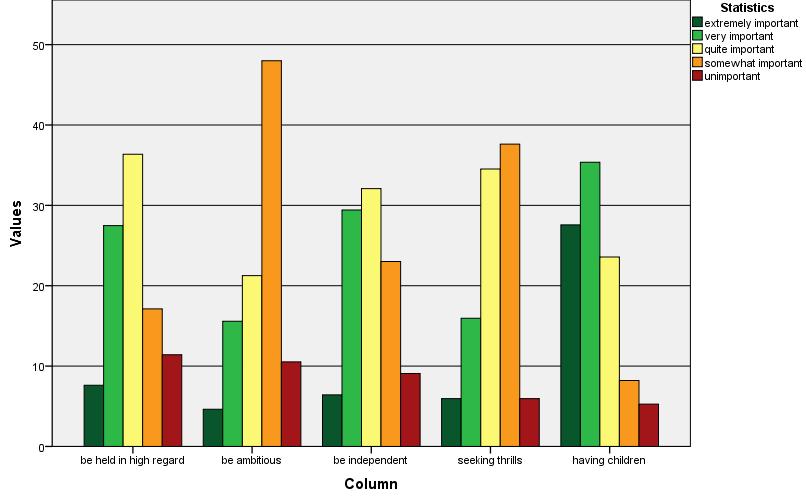 Statistics
extremely important
very important
quite important
somewhat important
unimportant
Values
50
40
30
20
10
0
be held in high regard
be ambitious
be independent
seeking thrills
having children
Column